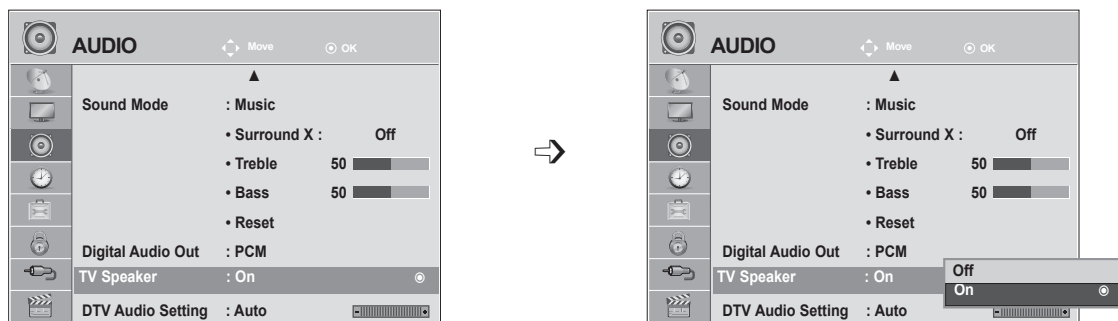 AUDIO Move OK
Sound Mode : Music
• Surround X : Off
• Treble 50
• Bass 50
• Reset
Digital Audio Out : PCM
TV Speaker : On
DTV Audio Setting : Auto
AUDIO Move OK
Sound Mode : Music
• Surround X : Off
• Treble 50
• Bass 50
• Reset
Digital Audio Out : PCM
TV Speaker : On
Off
On
DTV Audio Setting : Auto